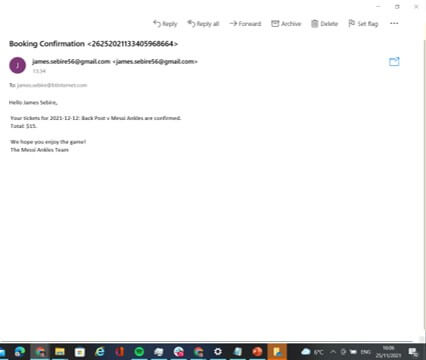 Reply
Reply all
Forward
Archive
Delete
Set flag
Booking Confirmation <26252021133405968664>
J
james.sebire56@gmail.com <james.sebire56@gmail.com>
13:34
To: james.sebire@btinternet.com
Hello James Sebire,
Your tickets for 2021-12-12: Back Post v Messi Ankles are confirmed.
Total: $15.
We hope you enjoy the game!
The Messi Ankles Team
6°C
ENG
16:06
25/11/2021